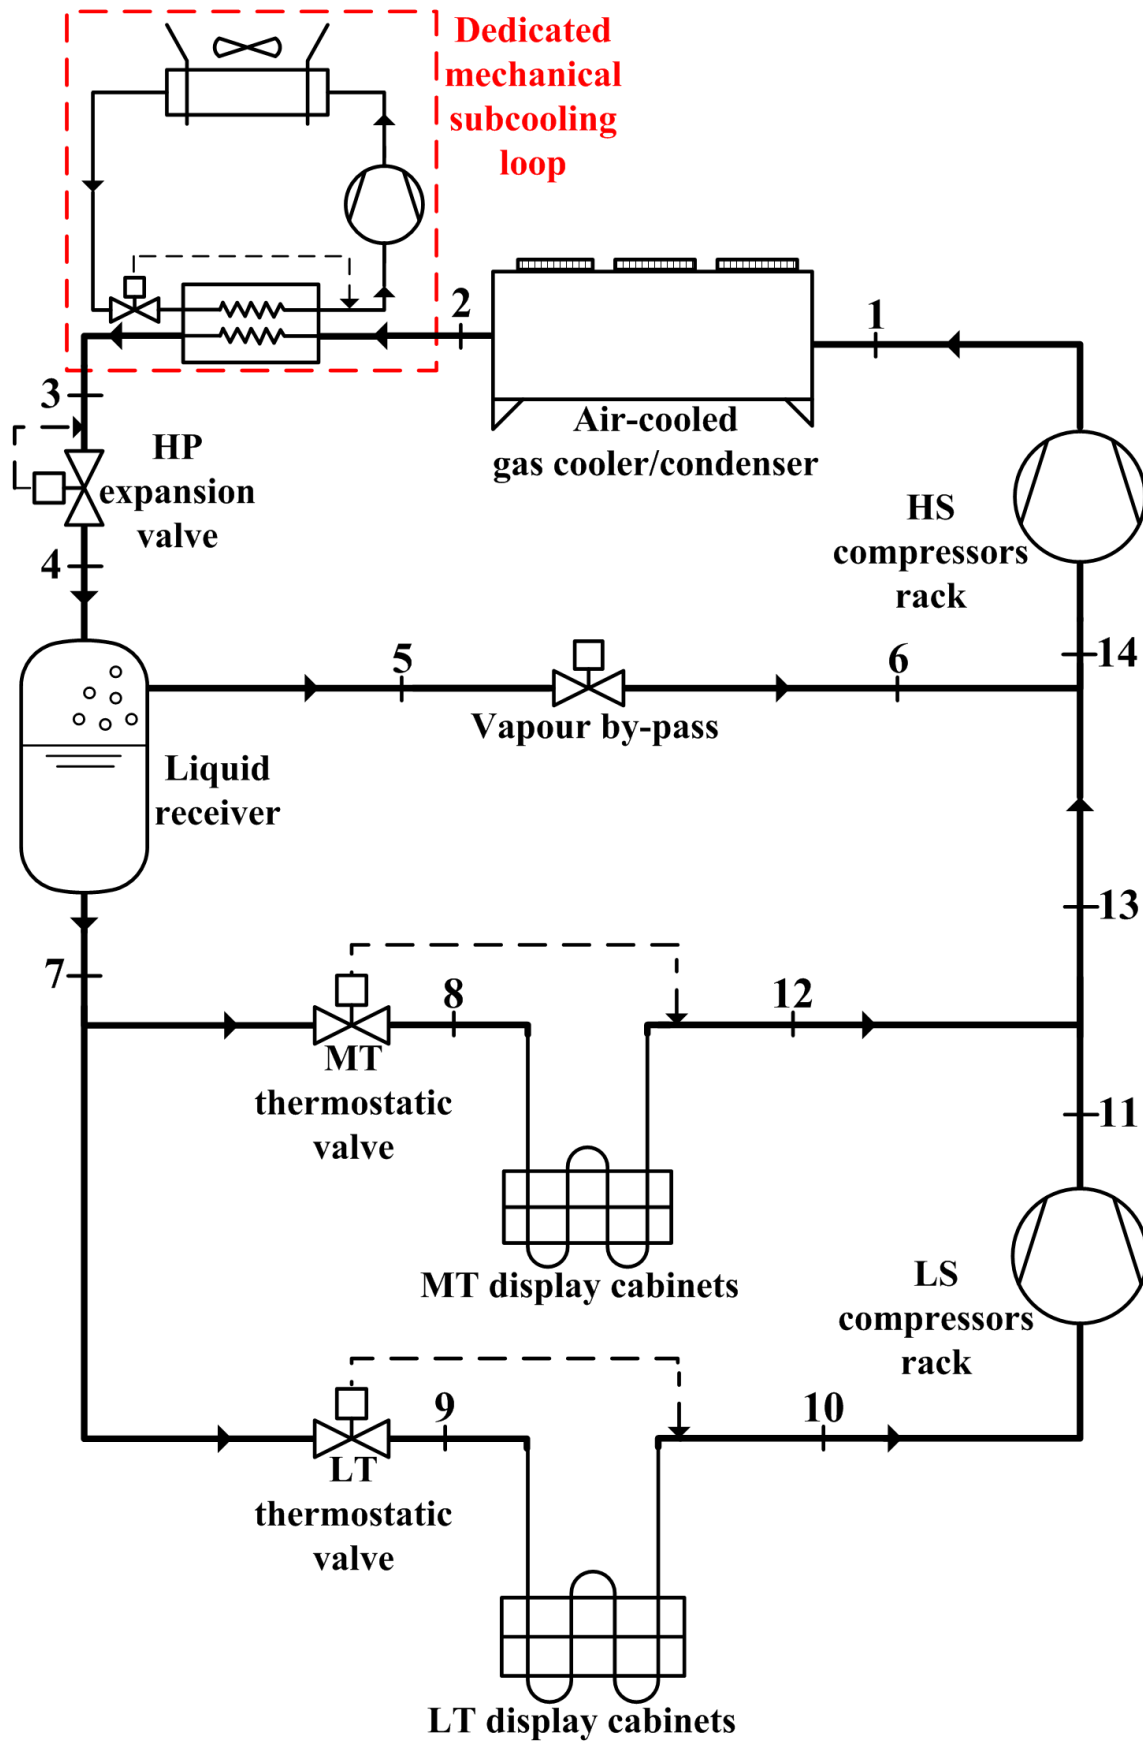 Dedicated
mechanical
subcooling
loop
2
1
3
Air-cooled
gas cooler/condenser
HP
expansion
valve
HS
compressors
rack
4
5
6
14
Vapour by-pass
Liquid
receiver
13
7
8
12
MT
thermostatic
valve
11
MT display cabinets
LS
compressors
rack
9
10
LT
thermostatic
valve
LT display cabinets